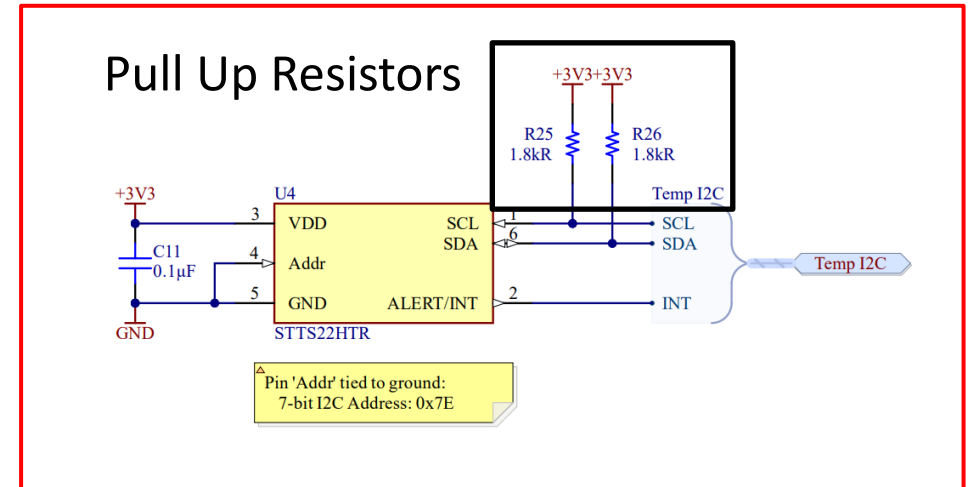 Pull Up Resistors
+3V3+3V3
R25
1.8kR
R26
1.8kR
+3V3
U4
Temp I2C
3
VDD
SCL
1
SCL
SDA
6
SDA
C11
0.1µF
4
Addr
Temp I2C
5
GND
ALERT/INT
2
INT
GND
STTS22HTR
Pin 'Addr' tied to ground:
7-bit I2C Address: 0x7E